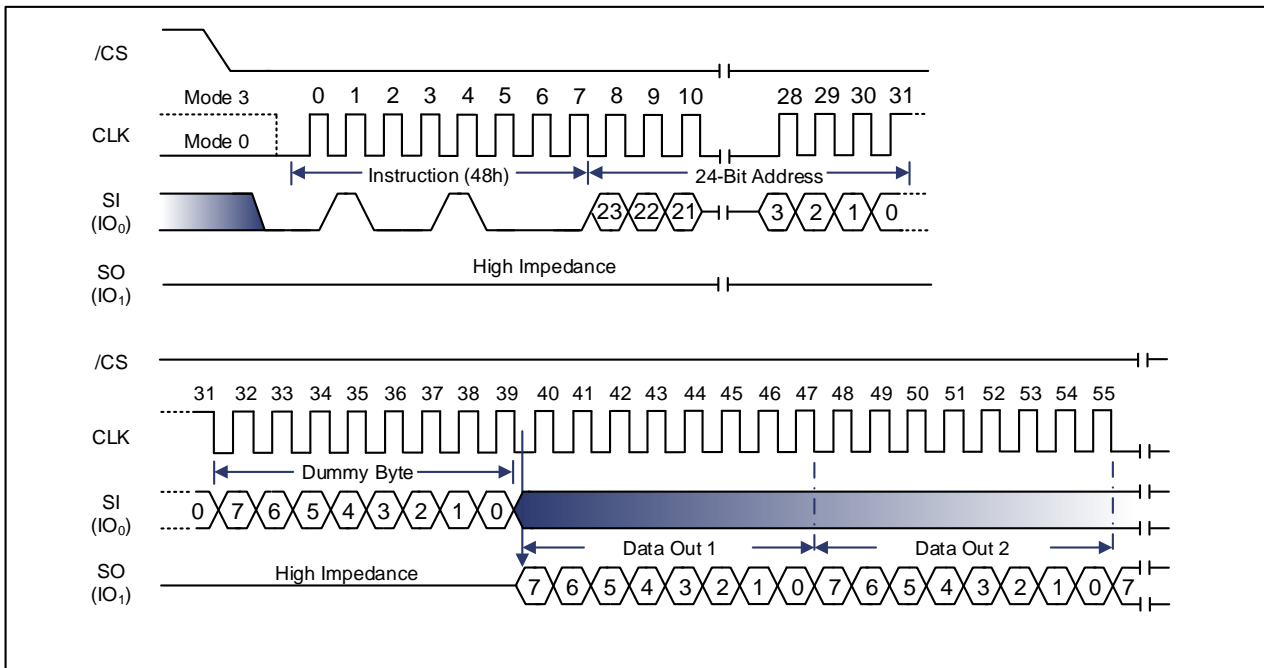 /CS
Mode 3
0 1 2 3 4 5 6 7 8 9 10 28 29 30 31
CLK
Mode 0
Instruction (48h) 24-Bit Address
SI
(IO₀)
23 22 21 3 2 1 0
SO
(IO₁)
High Impedance
/CS
31 32 33 34 35 36 37 38 39 40 41 42 43 44 45 46 47 48 49 50 51 52 53 54 55
CLK
Dummy Byte
SI
(IO₀)
0 7 6 5 4 3 2 1 0
Data Out 1 Data Out 2
SO
(IO₁)
High Impedance
7 6 5 4 3 2 1 0 7 6 5 4 3 2 1 0 7